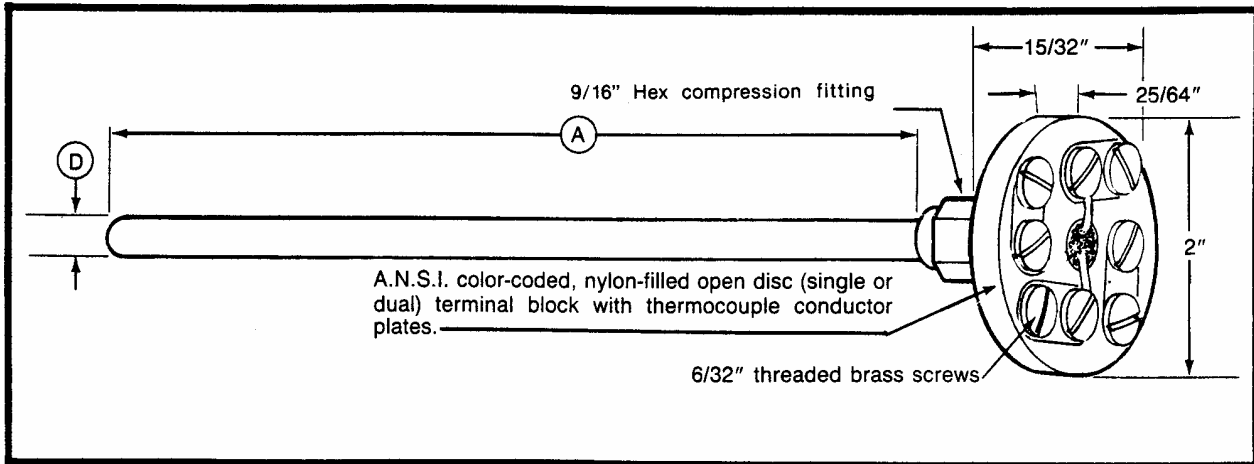 15/32"
9/16" Hex compression fitting
25/64"
A
D
2"
A.N.S.I. color-coded, nylon-filled open disc (single or
dual) terminal block with thermocouple conductor
plates.
6/32" threaded brass screws